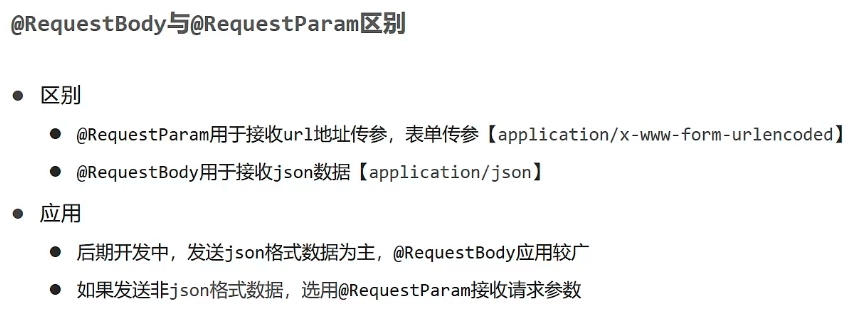 @RequestBody与@RequestParam区别
区别
@RequestParam用于接收url地址传参，表单传参【application/x-www-form-urlencoded】
@RequestBody用于接收json数据【application/json】
应用
后期开发中，发送json格式数据为主，@RequestBody应用较广
如果发送非json格式数据，选用@RequestParam接收请求参数